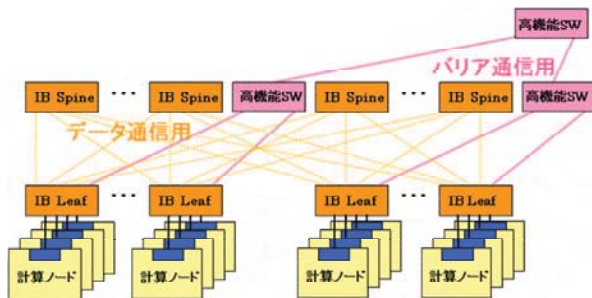 高機能SW
バリア通信用
IB Spine ··· IB Spine 高機能SW IB Spine ··· IB Spine 高機能SW
データ通信用
IB Leaf ··· IB Leaf IB Leaf ··· IB Leaf
計算ノード 計算ノード 計算ノード 計算ノード